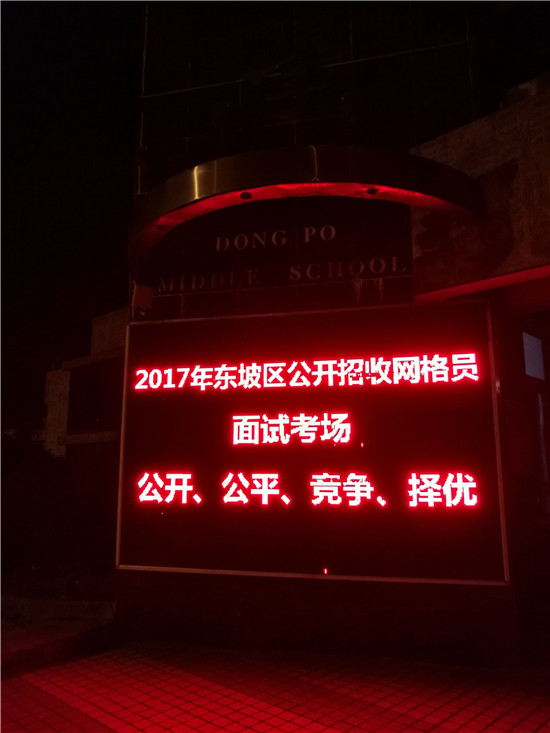 DONG PO
MIDDLE SCHOOL
2017年东坡区公开招收网格员
面试考场
公开、公平、竞争、择优